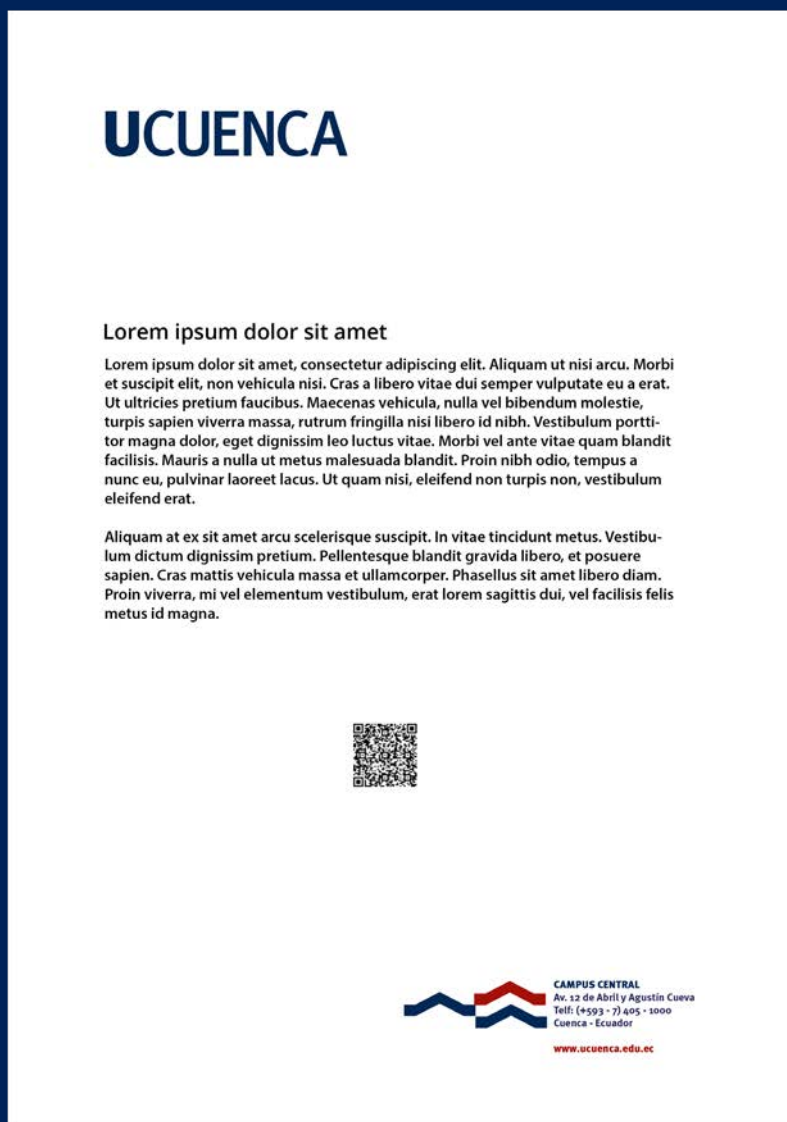 UCUENCA
Lorem ipsum dolor sit amet
Lorem ipsum dolor sit amet, consectetur adipiscing elit. Aliquam ut nisi arcu. Morbi
et suscipit elit, non vehicula nisi. Cras a libero vitae dui semper vulputate eu a erat.
Ut ultricies pretium faucibus. Maecenas vehicula, nulla vel bibendum molestie,
turpis sapien viverra massa, rutrum fringilla nisi libero id nibh. Vestibulum portti-
tor magna dolor, eget dignissim leo luctus vitae. Morbi vel ante vitae quam blandit
facilisis. Mauris a nulla ut metus malesuada blandit. Proin nibh odio, tempus a
nunc eu, pulvinar laoreet lacus. Ut quam nisi, eleifend non turpis non, vestibulum
eleifend erat.
Aliquam at ex sit amet arcu scelerisque suscipit. In vitae tincidunt metus. Vestibu-
lum dictum dignissim pretium. Pellentesque blandit gravida libero, et posuere
sapien. Cras mattis vehicula massa et ullamcorper. Phasellus sit amet libero diam.
Proin viverra, mi vel elementum vestibulum, erat lorem sagittis dui, vel facilisis felis
metus id magna.
CAMPUS CENTRAL
Av. 12 de Abril y Agustín Cueva
Telf: (+593 - 7) 405 - 1000
Cuenca - Ecuador
www.ucuenca.edu.ec